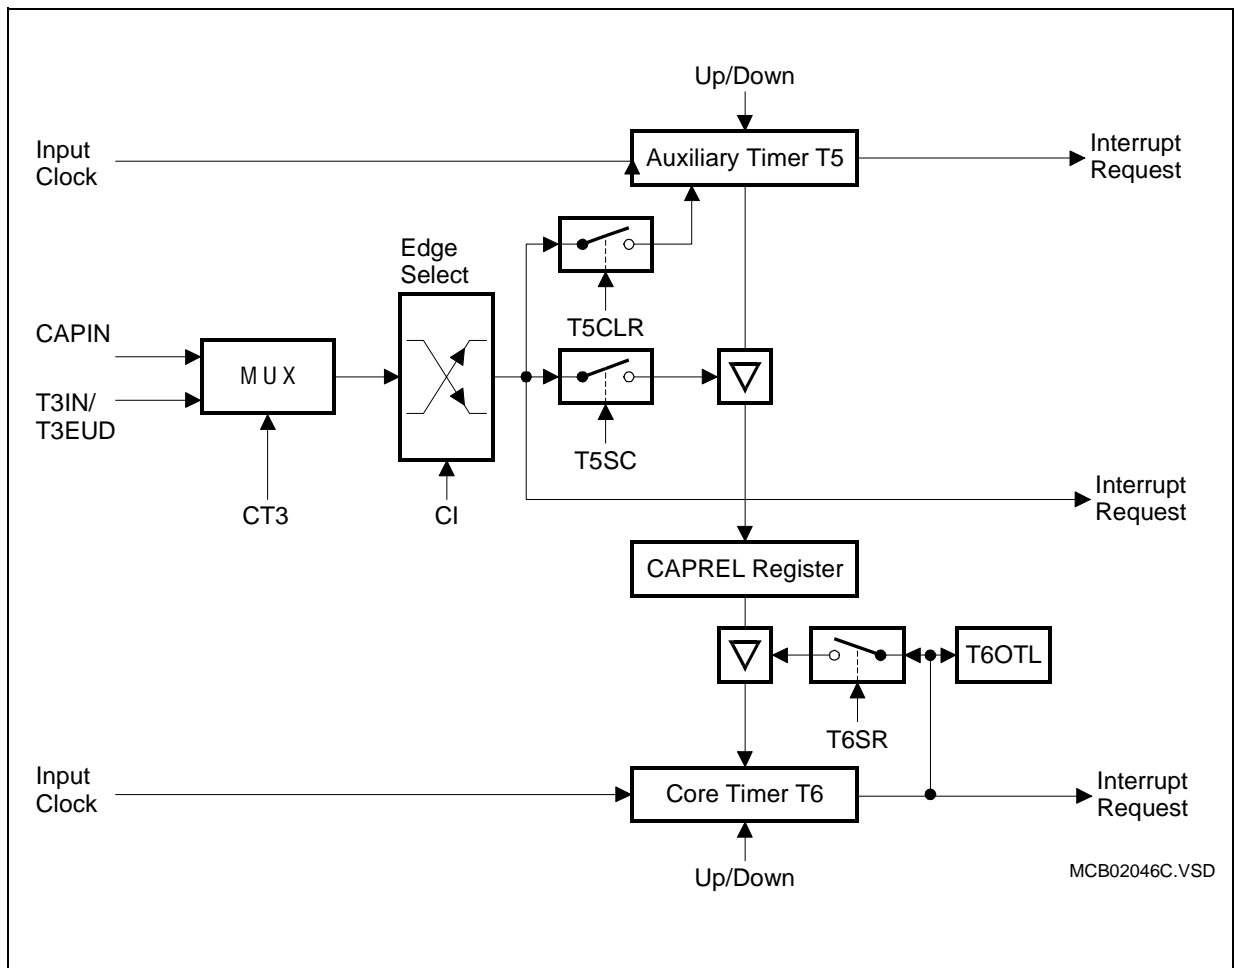 Up/Down
Input
Clock
Auxiliary Timer T5
Interrupt
Request
Edge
Select
T5CLR
CAPIN
MUX
T3IN/
T3EUD
T5SC
CT3
CI
Interrupt
Request
CAPREL Register
T6OTL
T6SR
Input
Clock
Core Timer T6
Interrupt
Request
Up/Down
MCB02046C.VSD